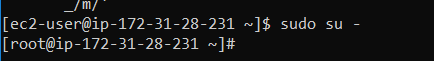 _/m/'
[ec2-user@ip-172-31-28-231 ~]$ sudo su -
[root@ip-172-31-28-231 ~]#